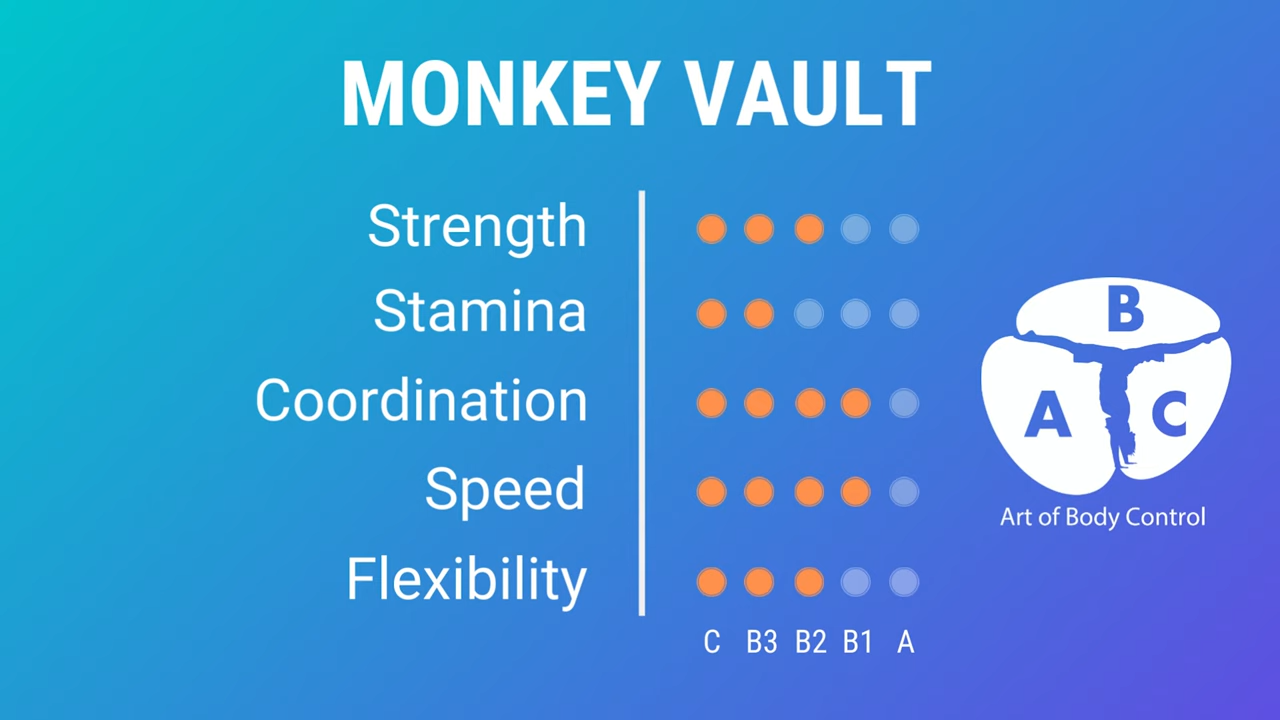 MONKEY VAULT
Strength
Stamina
Coordination
Speed
Flexibility
C B3 B2 B1 A
B
A C
Art of Body Control